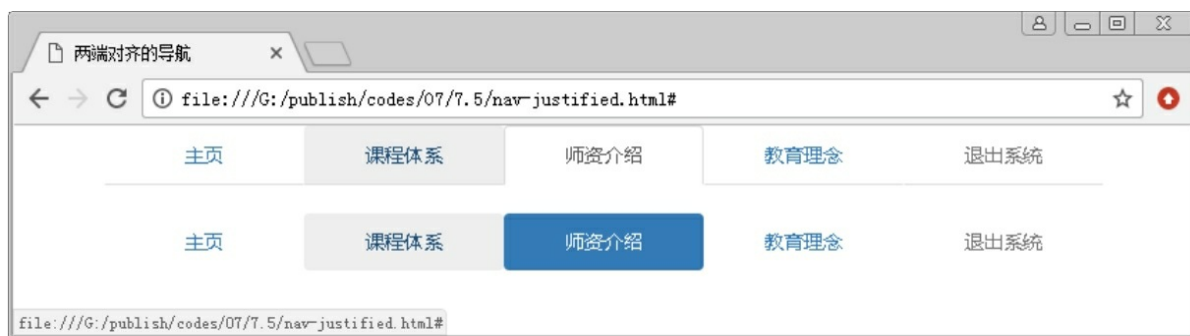 两端对齐的导航
file:///G:/publish/codes/07/7.5/nav-justified.html#
主页 课程体系 师资介绍 教育理念 退出系统
主页 课程体系 师资介绍 教育理念 退出系统
file:///G:/publish/codes/07/7.5/nav-justified.html#